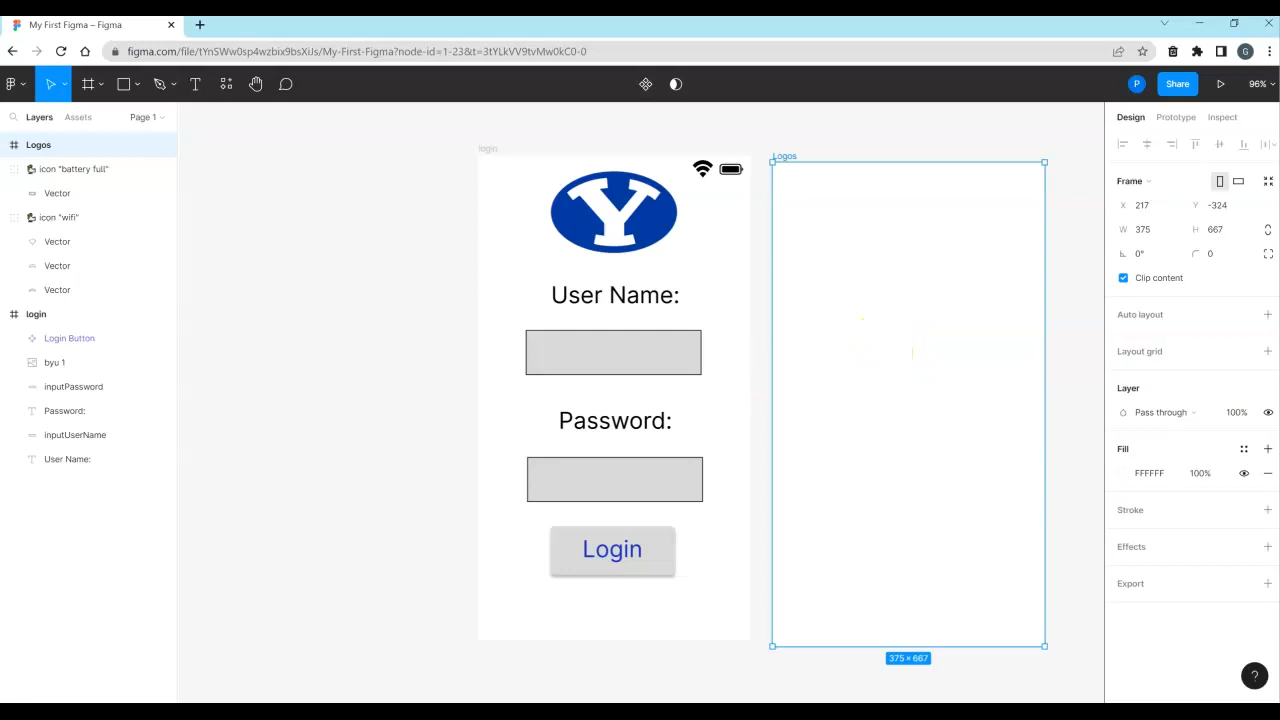 My First Figma – Figma
figma.com/file/tYnSWw0sp4wzbix9bsXiJs/My-First-Figma?node-id=1-23&t=3tYLkVV9tvMw0kC0-0
G
P
Share
96%
Layers
Assets
Page 1
Logos
icon "battery full"
Vector
icon "wifi"
Vector
Vector
Vector
login
Login Button
byu 1
inputPassword
Password:
inputUserName
User Name:
login
Y
User Name:
Password:
Login
Logos
375 × 667
Design
Prototype
Inspect
Frame
X 217
Y -324
W 375
H 667
0°
0
Clip content
Auto layout
Layout grid
Layer
Pass through
100%
Fill
FFFFFF
100%
Stroke
Effects
Export
?